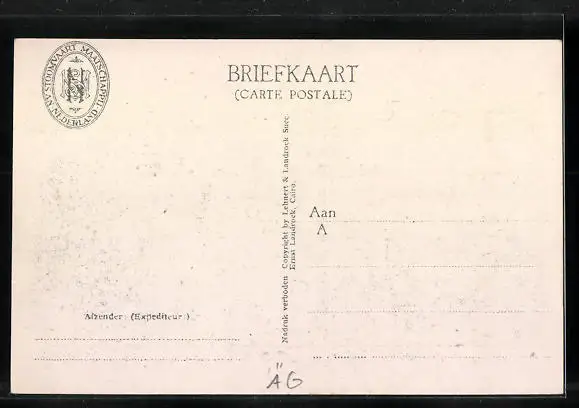 N.V. STOOMVAART MAATSCHAPPIJ
NEDERLAND
BRIEFKAART
(CARTE POSTALE)
Nadruk verboden Copyright by Lehnert & Landrock Succ.
Ernst Landrock, Cairo.
Aan
A
Afzender: (Expediteur:)
ÄG